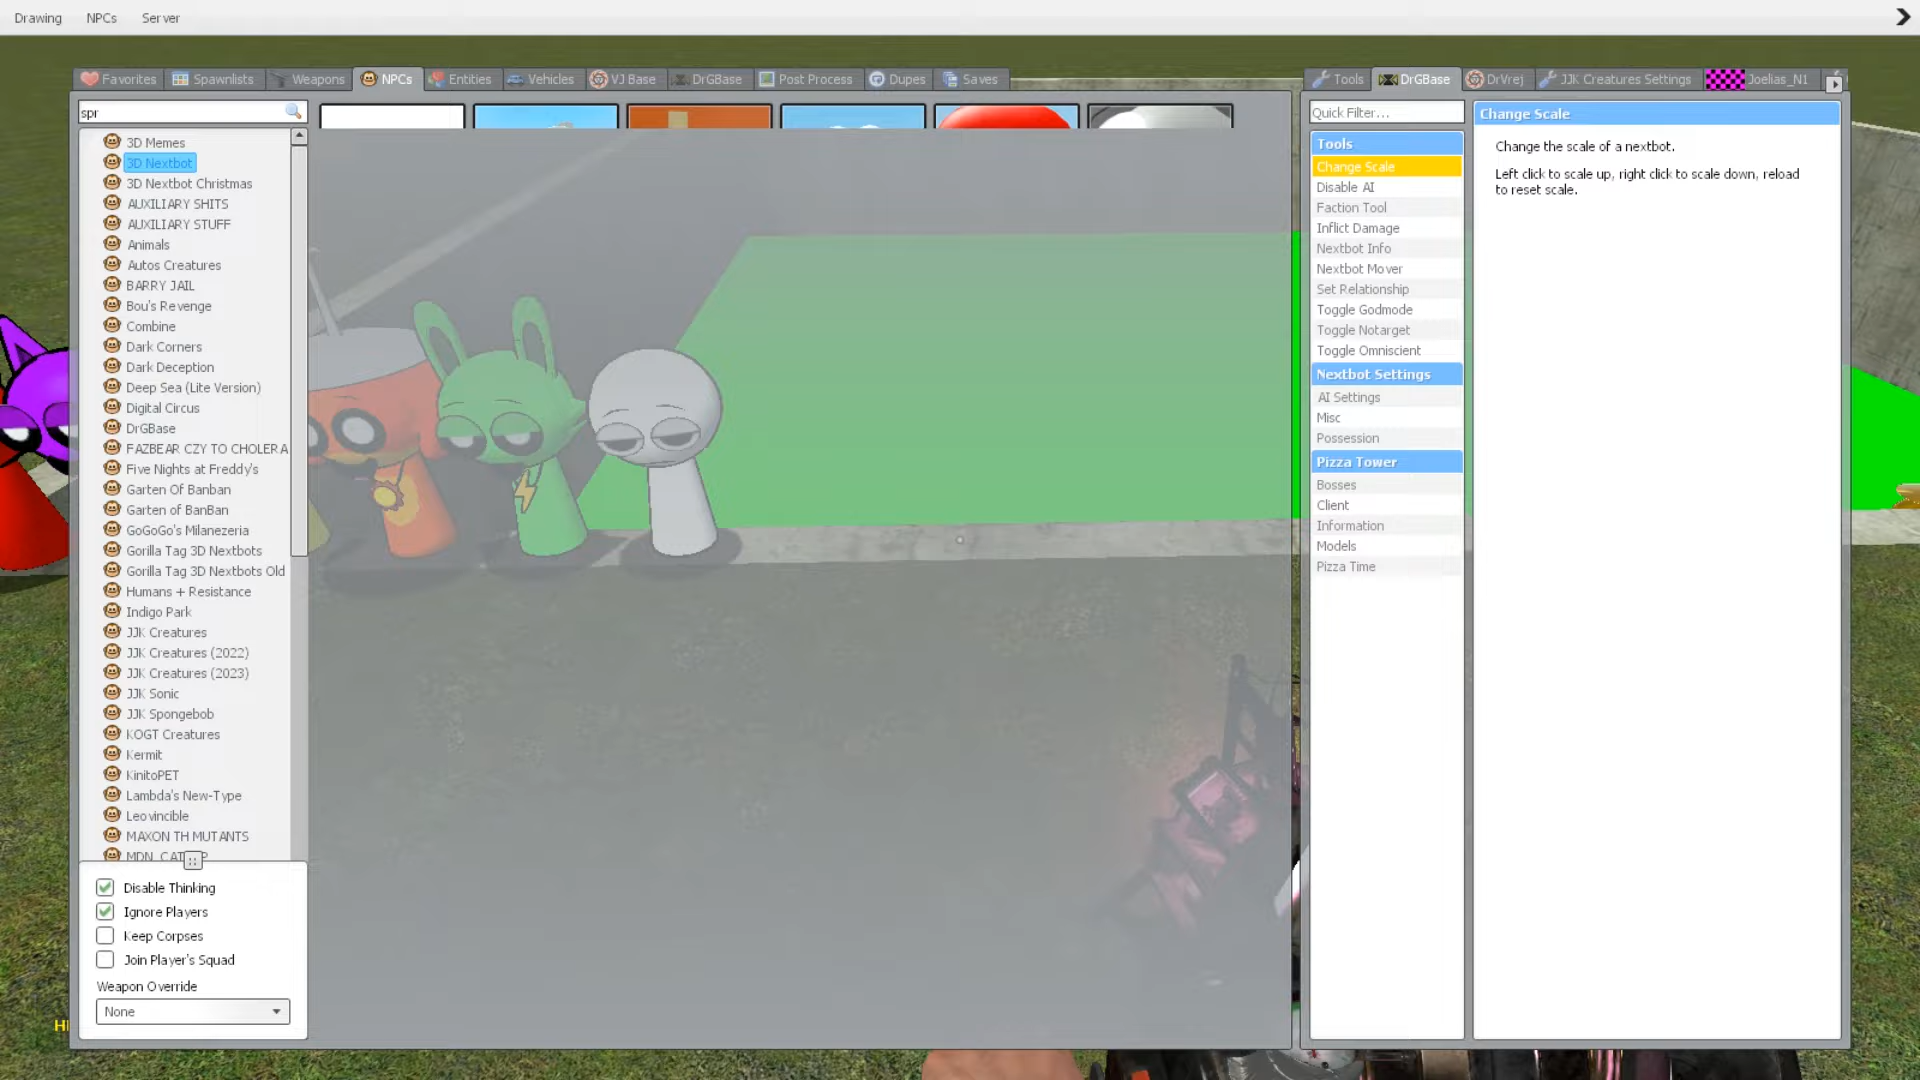 Drawing NPCs Server
Favorites Spawnlists Weapons NPCs Entities Vehicles VJ Base DrGBase Post Process Dupes Saves
Tools DrGBase DrVrej JJK Creatures Settings Joelias_N1
spr
3D Memes
3D Nextbot
3D Nextbot Christmas
AUXILIARY SHITS
AUXILIARY STUFF
Animals
Autos Creatures
BARRY JAIL
Bou's Revenge
Combine
Dark Corners
Dark Deception
Deep Sea (Lite Version)
Digital Circus
DrGBase
FAZBEAR CZY TO CHOLERA
Five Nights at Freddy's
Garten Of Banban
Garten of BanBan
GoGoGo's Milanezeria
Gorilla Tag 3D Nextbots
Gorilla Tag 3D Nextbots Old
Humans + Resistance
Indigo Park
JJK Creatures
JJK Creatures (2022)
JJK Creatures (2023)
JJK Sonic
JJK Spongebob
KOGT Creatures
Kermit
KinitoPET
Lambda's New-Type
Leovincible
MAXON TH MUTANTS
Disable Thinking
Ignore Players
Keep Corpses
Join Player's Squad
Weapon Override
None
Quick Filter...
Tools
Change Scale
Disable AI
Faction Tool
Inflict Damage
Nextbot Info
Nextbot Mover
Set Relationship
Toggle Godmode
Toggle Notarget
Toggle Omniscient
Nextbot Settings
AI Settings
Misc
Possession
Pizza Tower
Bosses
Client
Information
Models
Pizza Time
Change Scale
Change the scale of a nextbot.
Left click to scale up, right click to scale down, reload
to reset scale.